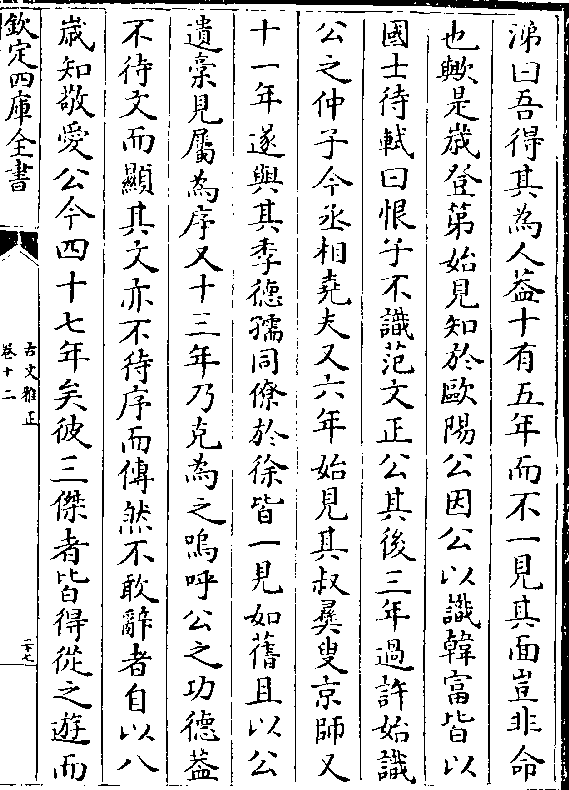 涕曰吾得其為人葢十有五年而不一見其面豈非命
也歟是歲登第始見知於歐陽公因公以識韓富皆以
國士待軾曰恨子不識范文正公其後三年過許始識
公之仲子今丞相堯夫又六年始見其叔彛叟京師又
十一年遂與其季德孺同僚於徐皆一見如舊且以公
遺稾見屬為序又十三年乃克為之嗚呼公之功德葢
不待文而顯其文亦不待序而傳然不敢辭者自以八
歲知敬愛公今四十七年矣彼三傑者皆得從之遊而
欽定四庫全書
古文雅正
卷十二
二十七